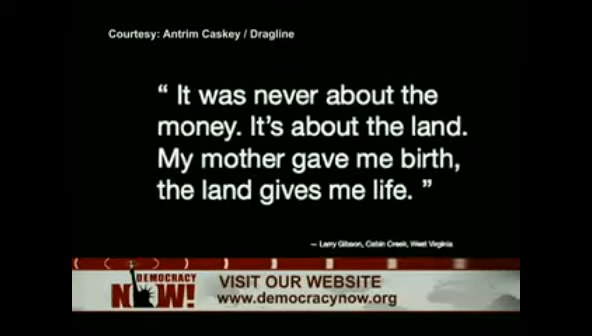 Courtesy: Antrim Caskey / Dragline
“ It was never about the
money. It’s about the land.
My mother gave me birth,
the land gives me life. ”
— Larry Gibson, Cabin Creek, West Virginia
DEMOCRACY
NOW!
VISIT OUR WEBSITE
www.democracynow.org